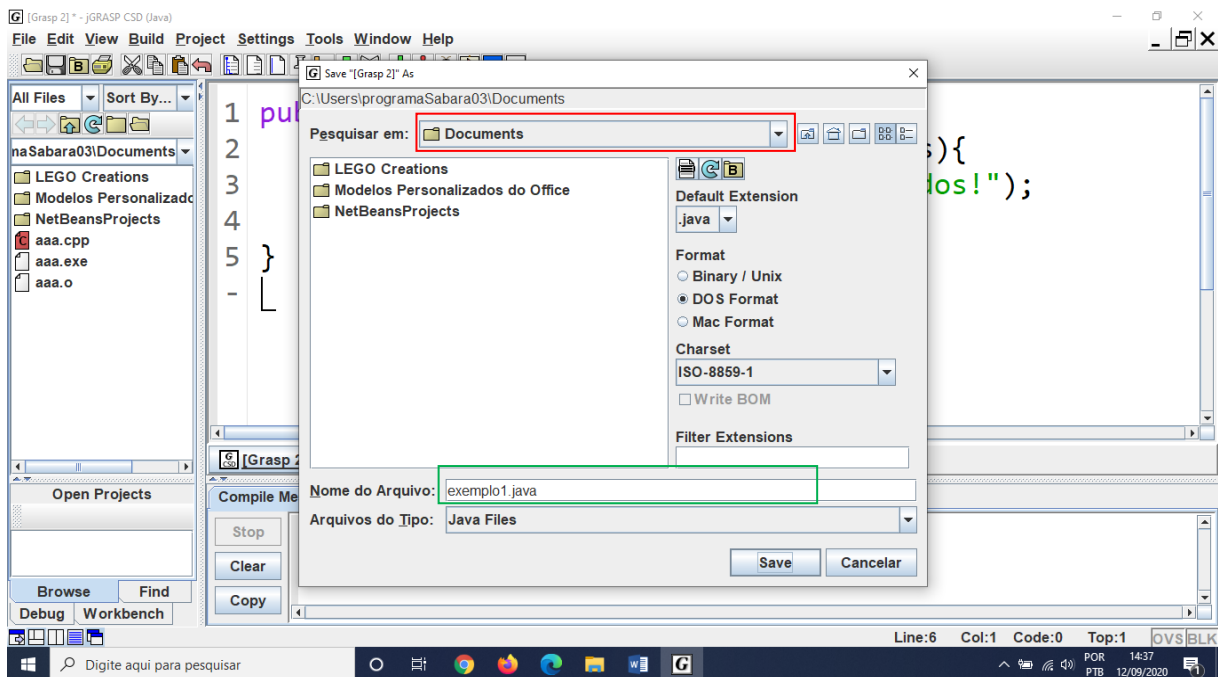 [Grasp 2] * - jGRASP CSD (Java)
File Edit View Build Project Settings Tools Window Help
All Files Sort By...
naSabara03\Documents
LEGO Creations
Modelos Personalizado
NetBeansProjects
aaa.cpp
aaa.exe
aaa.o
Open Projects
Browse Find
Debug Workbench
1 pu
2 ){
3 dos!");
4
5 }
[Grasp 2
Compile Me
Stop
Clear
Copy
Save "[Grasp 2]" As
C:\Users\programaSabara03\Documents
Pesquisar em: Documents
LEGO Creations
Modelos Personalizados do Office
NetBeansProjects
Default Extension
.java
Format
Binary / Unix
DOS Format
Mac Format
Charset
ISO-8859-1
Write BOM
Filter Extensions
Nome do Arquivo: exemplo1.java
Arquivos do Tipo: Java Files
Save Cancelar
Line:6 Col:1 Code:0 Top:1 OVS BLK
Digite aqui para pesquisar
POR 14:37
PTB 12/09/2020